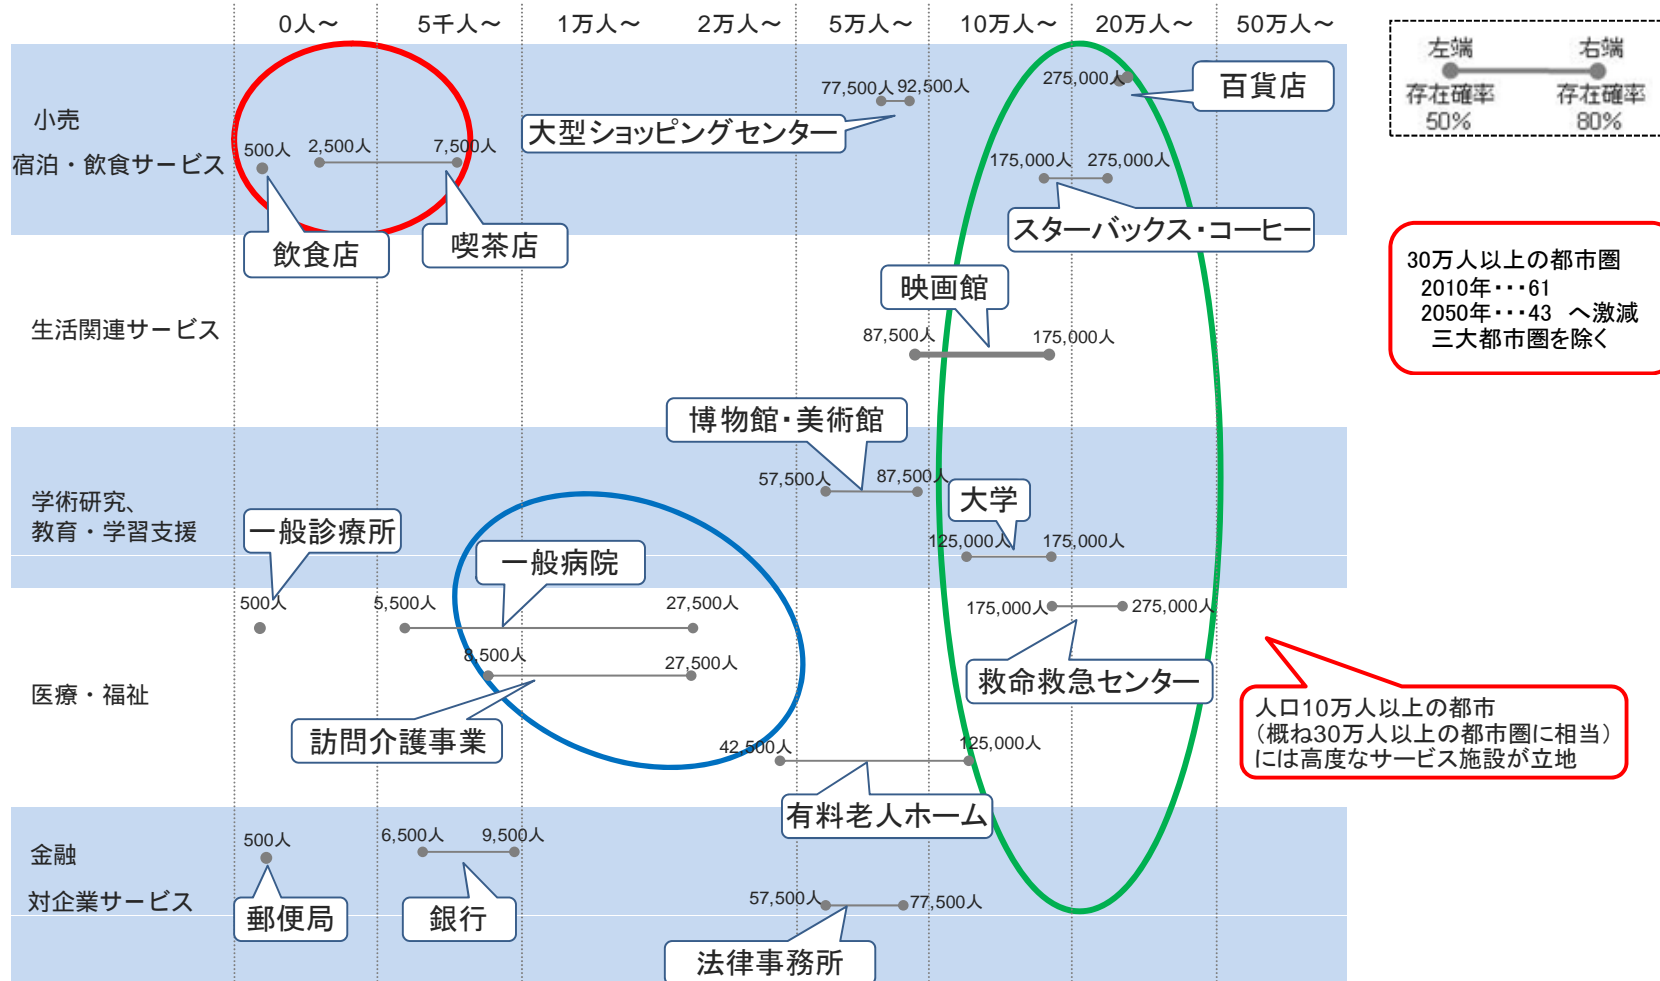 0人～ 5千人～ 1万人～ 2万人～ 5万人～ 10万人～ 20万人～ 50万人～
左端 右端
存在確率 存在確率
50% 80%
小売
宿泊・飲食サービス
500人 2,500人 7,500人
飲食店
喫茶店
77,500人 92,500人
大型ショッピングセンター
275,000人
百貨店
175,000人 275,000人
スターバックス・コーヒー
30万人以上の都市圏
2010年・・・61
2050年・・・43 へ激減
三大都市圏を除く
生活関連サービス
映画館
87,500人 175,000人
学術研究、
教育・学習支援
博物館・美術館
57,500人 87,500人
大学
125,000人 175,000人
医療・福祉
一般診療所
500人
一般病院
5,500人 27,500人
8,500人 27,500人
訪問介護事業
175,000人 275,000人
救命救急センター
42,500人 125,000人
有料老人ホーム
人口10万人以上の都市
（概ね30万人以上の都市圏に相当）
には高度なサービス施設が立地
金融
対企業サービス
500人
郵便局
6,500人 9,500人
銀行
57,500人 77,500人
法律事務所